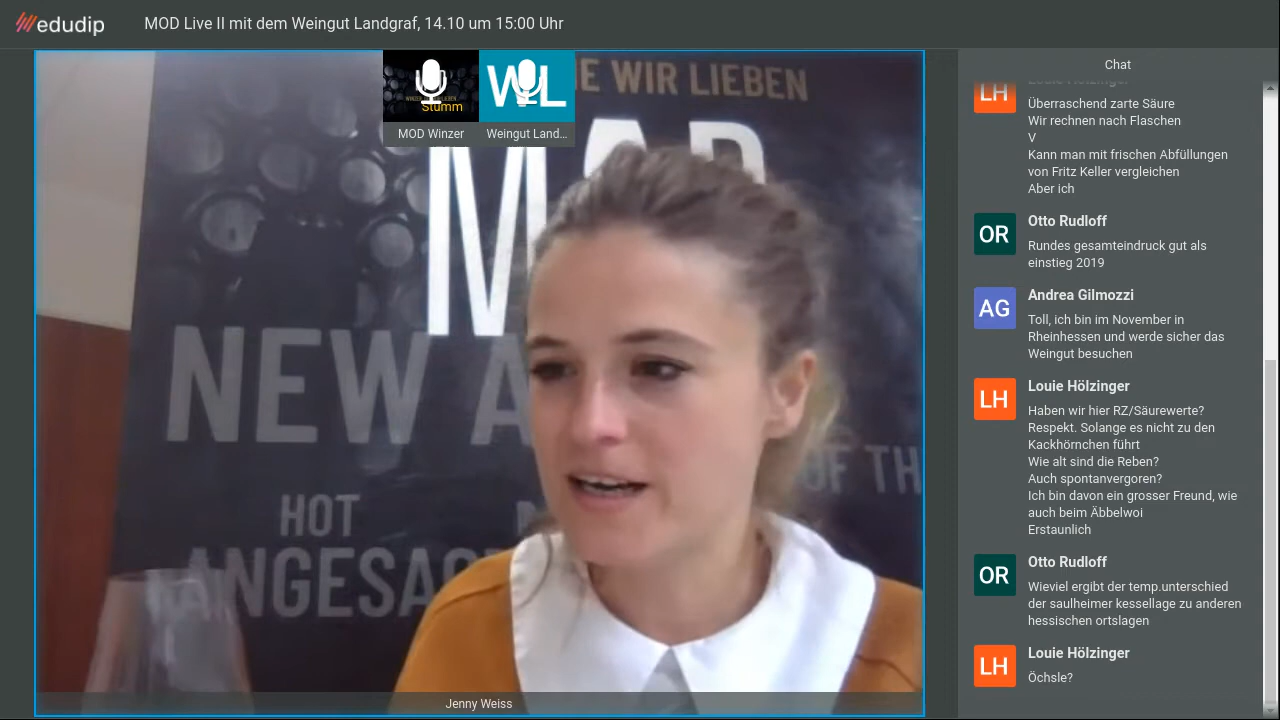 edudip
MOD Live II mit dem Weingut Landgraf, 14.10 um 15:00 Uhr
Stumm
WL
MOD Winzer
Weingut Land...
E WIR LIEBEN
NEW A
OF TH
HOT
ANGESAG
Jenny Weiss
Chat
LH
Überraschend zarte Säure
Wir rechnen nach Flaschen
V
Kann man mit frischen Abfüllungen
von Fritz Keller vergleichen
Aber ich
OR
Otto Rudloff
Rundes gesamteindruck gut als
einstieg 2019
AG
Andrea Gilmozzi
Toll, ich bin im November in
Rheinhessen und werde sicher das
Weingut besuchen
LH
Louie Hölzinger
Haben wir hier RZ/Säurewerte?
Respekt. Solange es nicht zu den
Kackhörnchen führt
Wie alt sind die Reben?
Auch spontanvergoren?
Ich bin davon ein grosser Freund, wie
auch beim Äbbelwoi
Erstaunlich
OR
Otto Rudloff
Wieviel ergibt der temp.unterschied
der saulheimer kessellage zu anderen
hessischen ortslagen
LH
Louie Hölzinger
Öchsle?